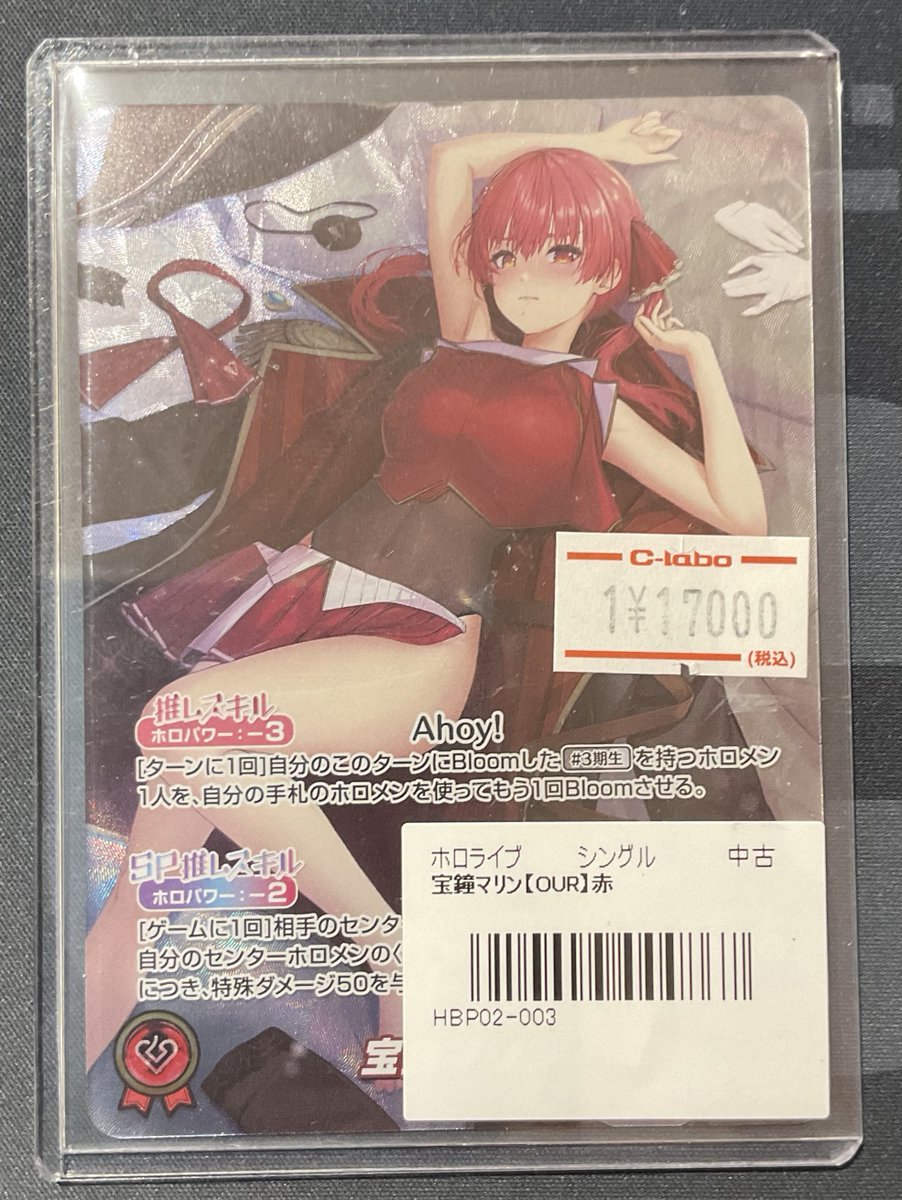 C-labo
1¥17000
(税込)
推しスキル
ホロパワー:-3
Ahoy!
[ターンに1回]自分のこのターンにBloomした #3期生 を持つホロメン
1人を、自分の手札のホロメンを使ってもう1回Bloomさせる。
SP推しスキル
ホロパワー:-2
[ゲームに1回]相手のセンタ
自分のセンターホロメンの
につき、特殊ダメージ50を
宝
ホロライブ シングル 中古
宝鐘マリン【OUR】赤
HBP02-003